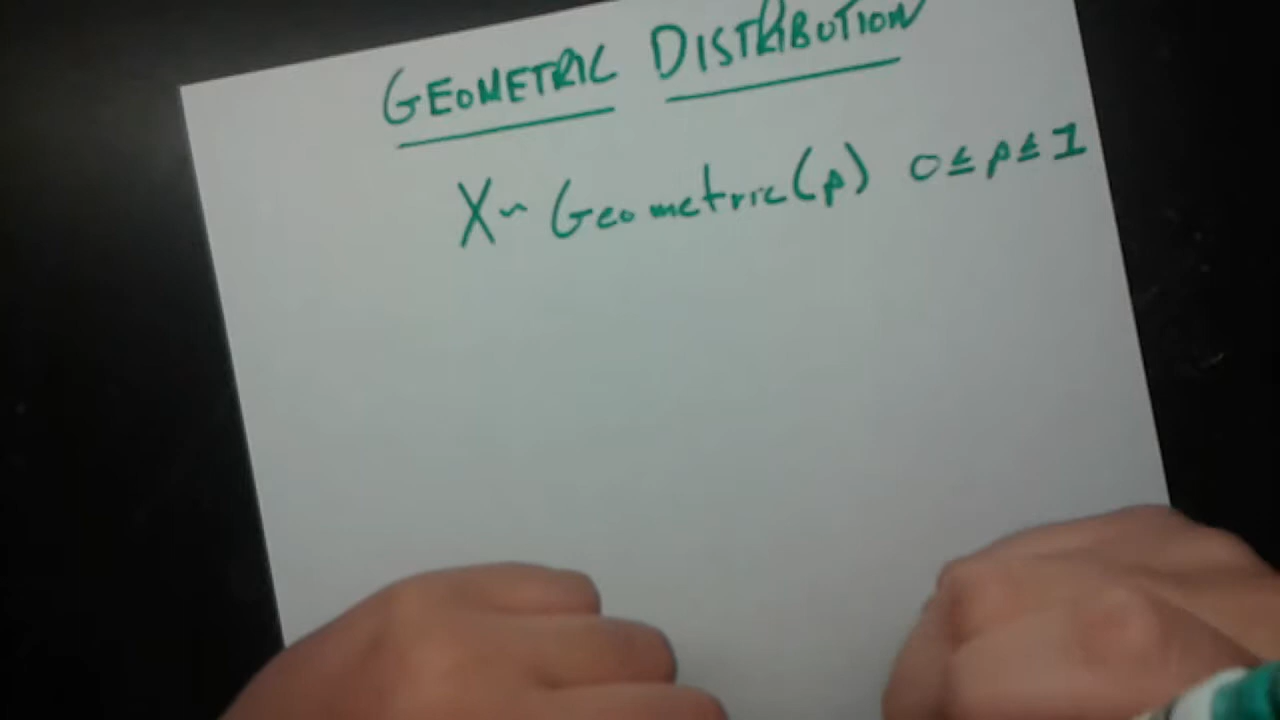 GEOMETRIC DISTRIBUTION
X ~ Geometric(p) 0 ≤ p ≤ 1